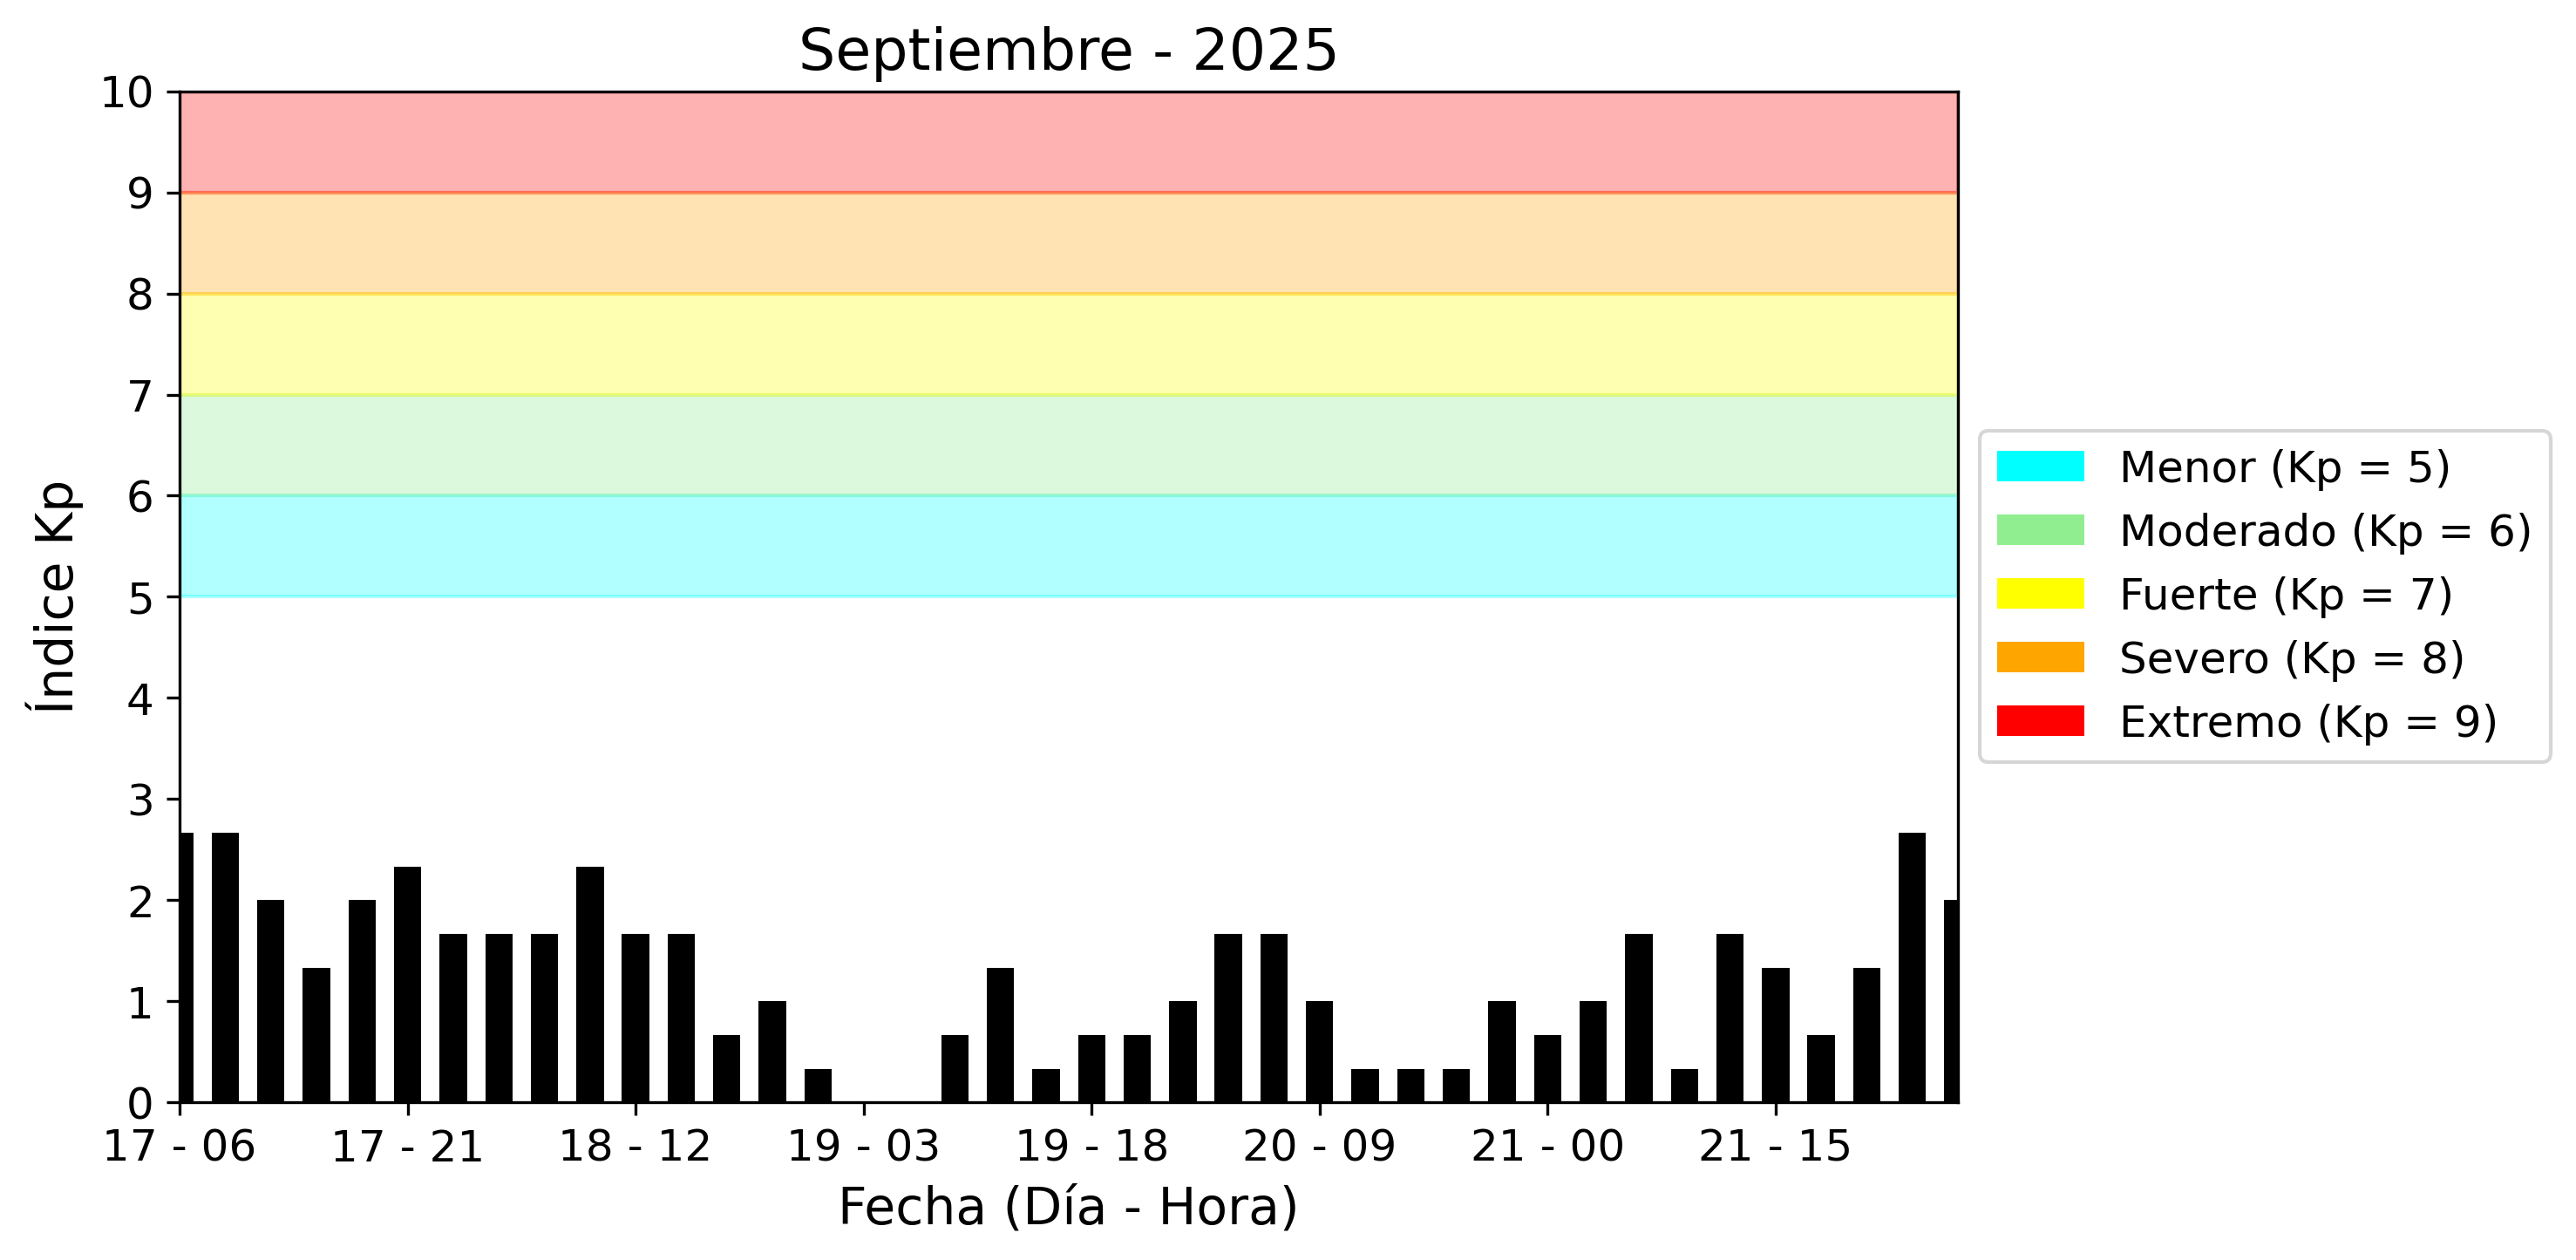 Septiembre - 2025
10
9
8
7
6
5
4
3
2
1
0
Índice Kp
17 - 06
17 - 21
18 - 12
19 - 03
19 - 18
20 - 09
21 - 00
21 - 15
Fecha (Día - Hora)
Menor (Kp = 5)
Moderado (Kp = 6)
Fuerte (Kp = 7)
Severo (Kp = 8)
Extremo (Kp = 9)